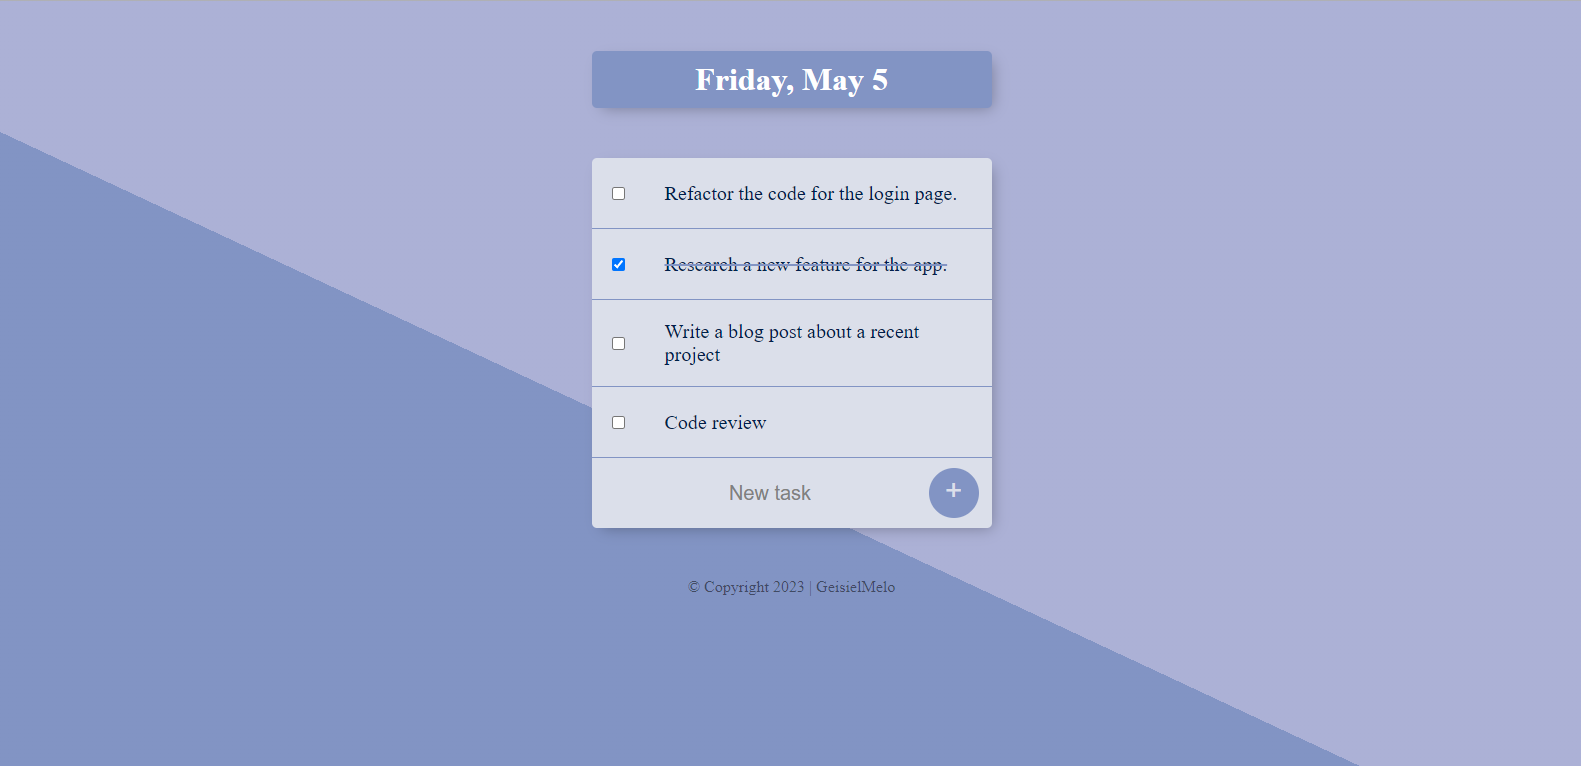 Friday, May 5
Refactor the code for the login page.
Research a new feature for the app.
Write a blog post about a recent
project
Code review
New task
+
© Copyright 2023 | GeisielMelo